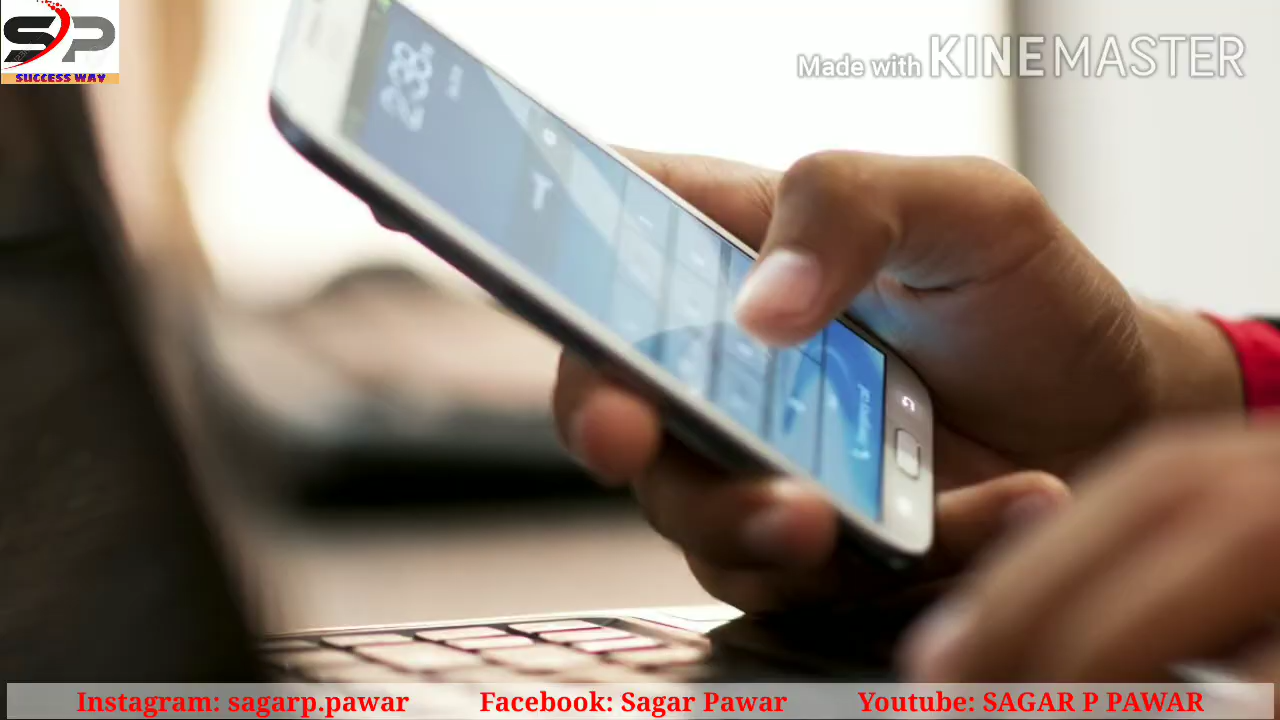 SP
SUCCESS WAY
Made with KINEMASTER
Instagram: sagarp.pawar Facebook: Sagar Pawar Youtube: SAGAR P PAWAR